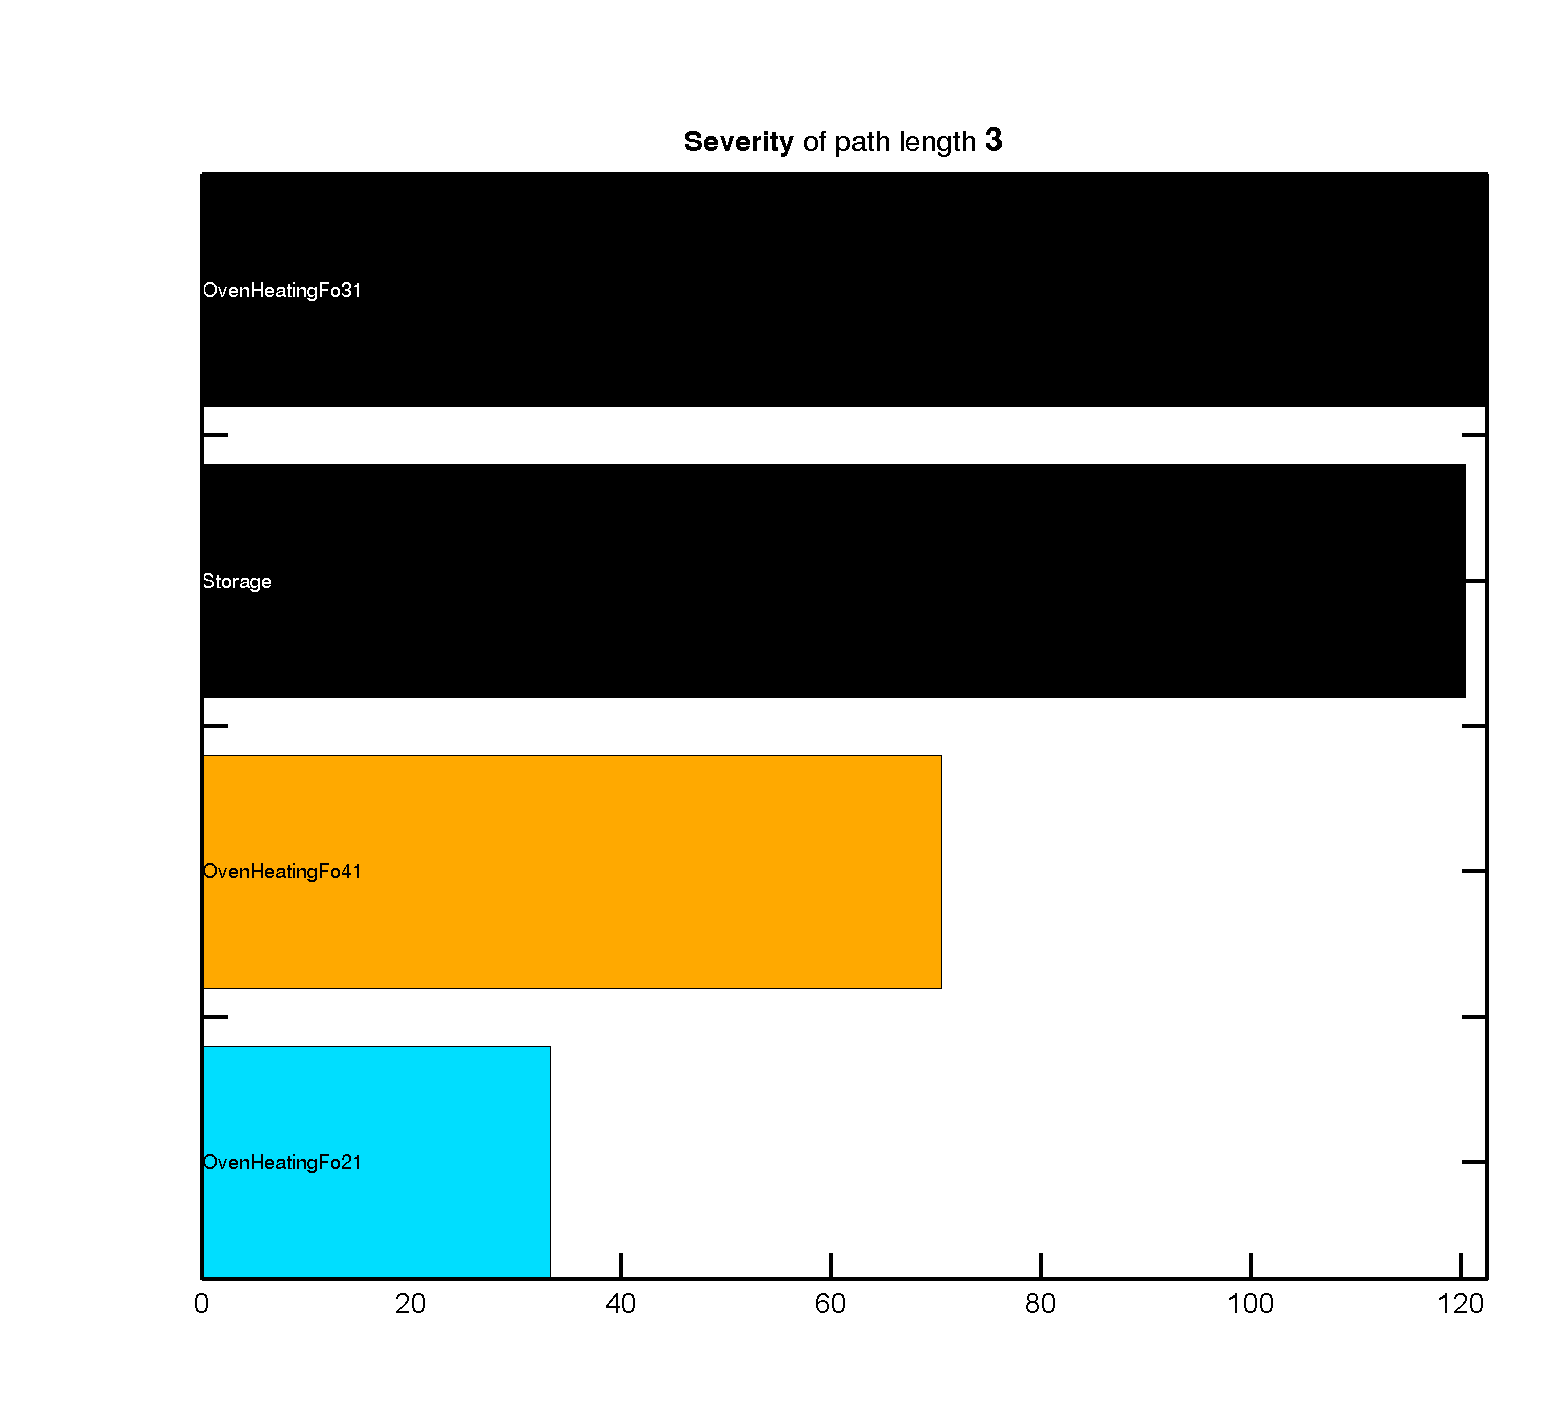 Severity of path length 3
OvenHeatingFo31
Storage
OvenHeatingFo41
OvenHeatingFo21
0 20 40 60 80 100 120